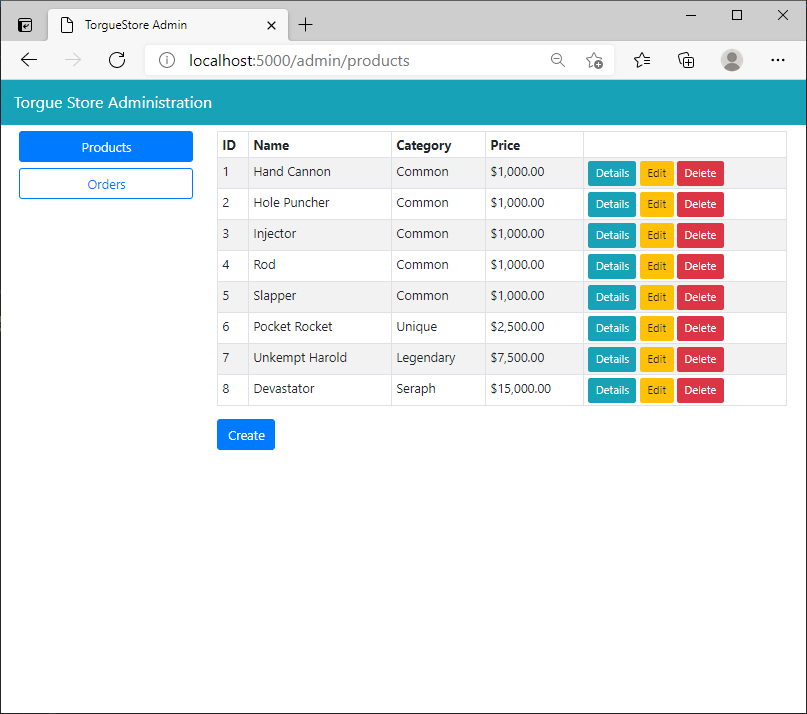 TorgueStore Admin
localhost:5000/admin/products
Torgue Store Administration
Products
Orders
ID Name Category Price
1 Hand Cannon Common $1,000.00 Details Edit Delete
2 Hole Puncher Common $1,000.00 Details Edit Delete
3 Injector Common $1,000.00 Details Edit Delete
4 Rod Common $1,000.00 Details Edit Delete
5 Slapper Common $1,000.00 Details Edit Delete
6 Pocket Rocket Unique $2,500.00 Details Edit Delete
7 Unkempt Harold Legendary $7,500.00 Details Edit Delete
8 Devastator Seraph $15,000.00 Details Edit Delete
Create